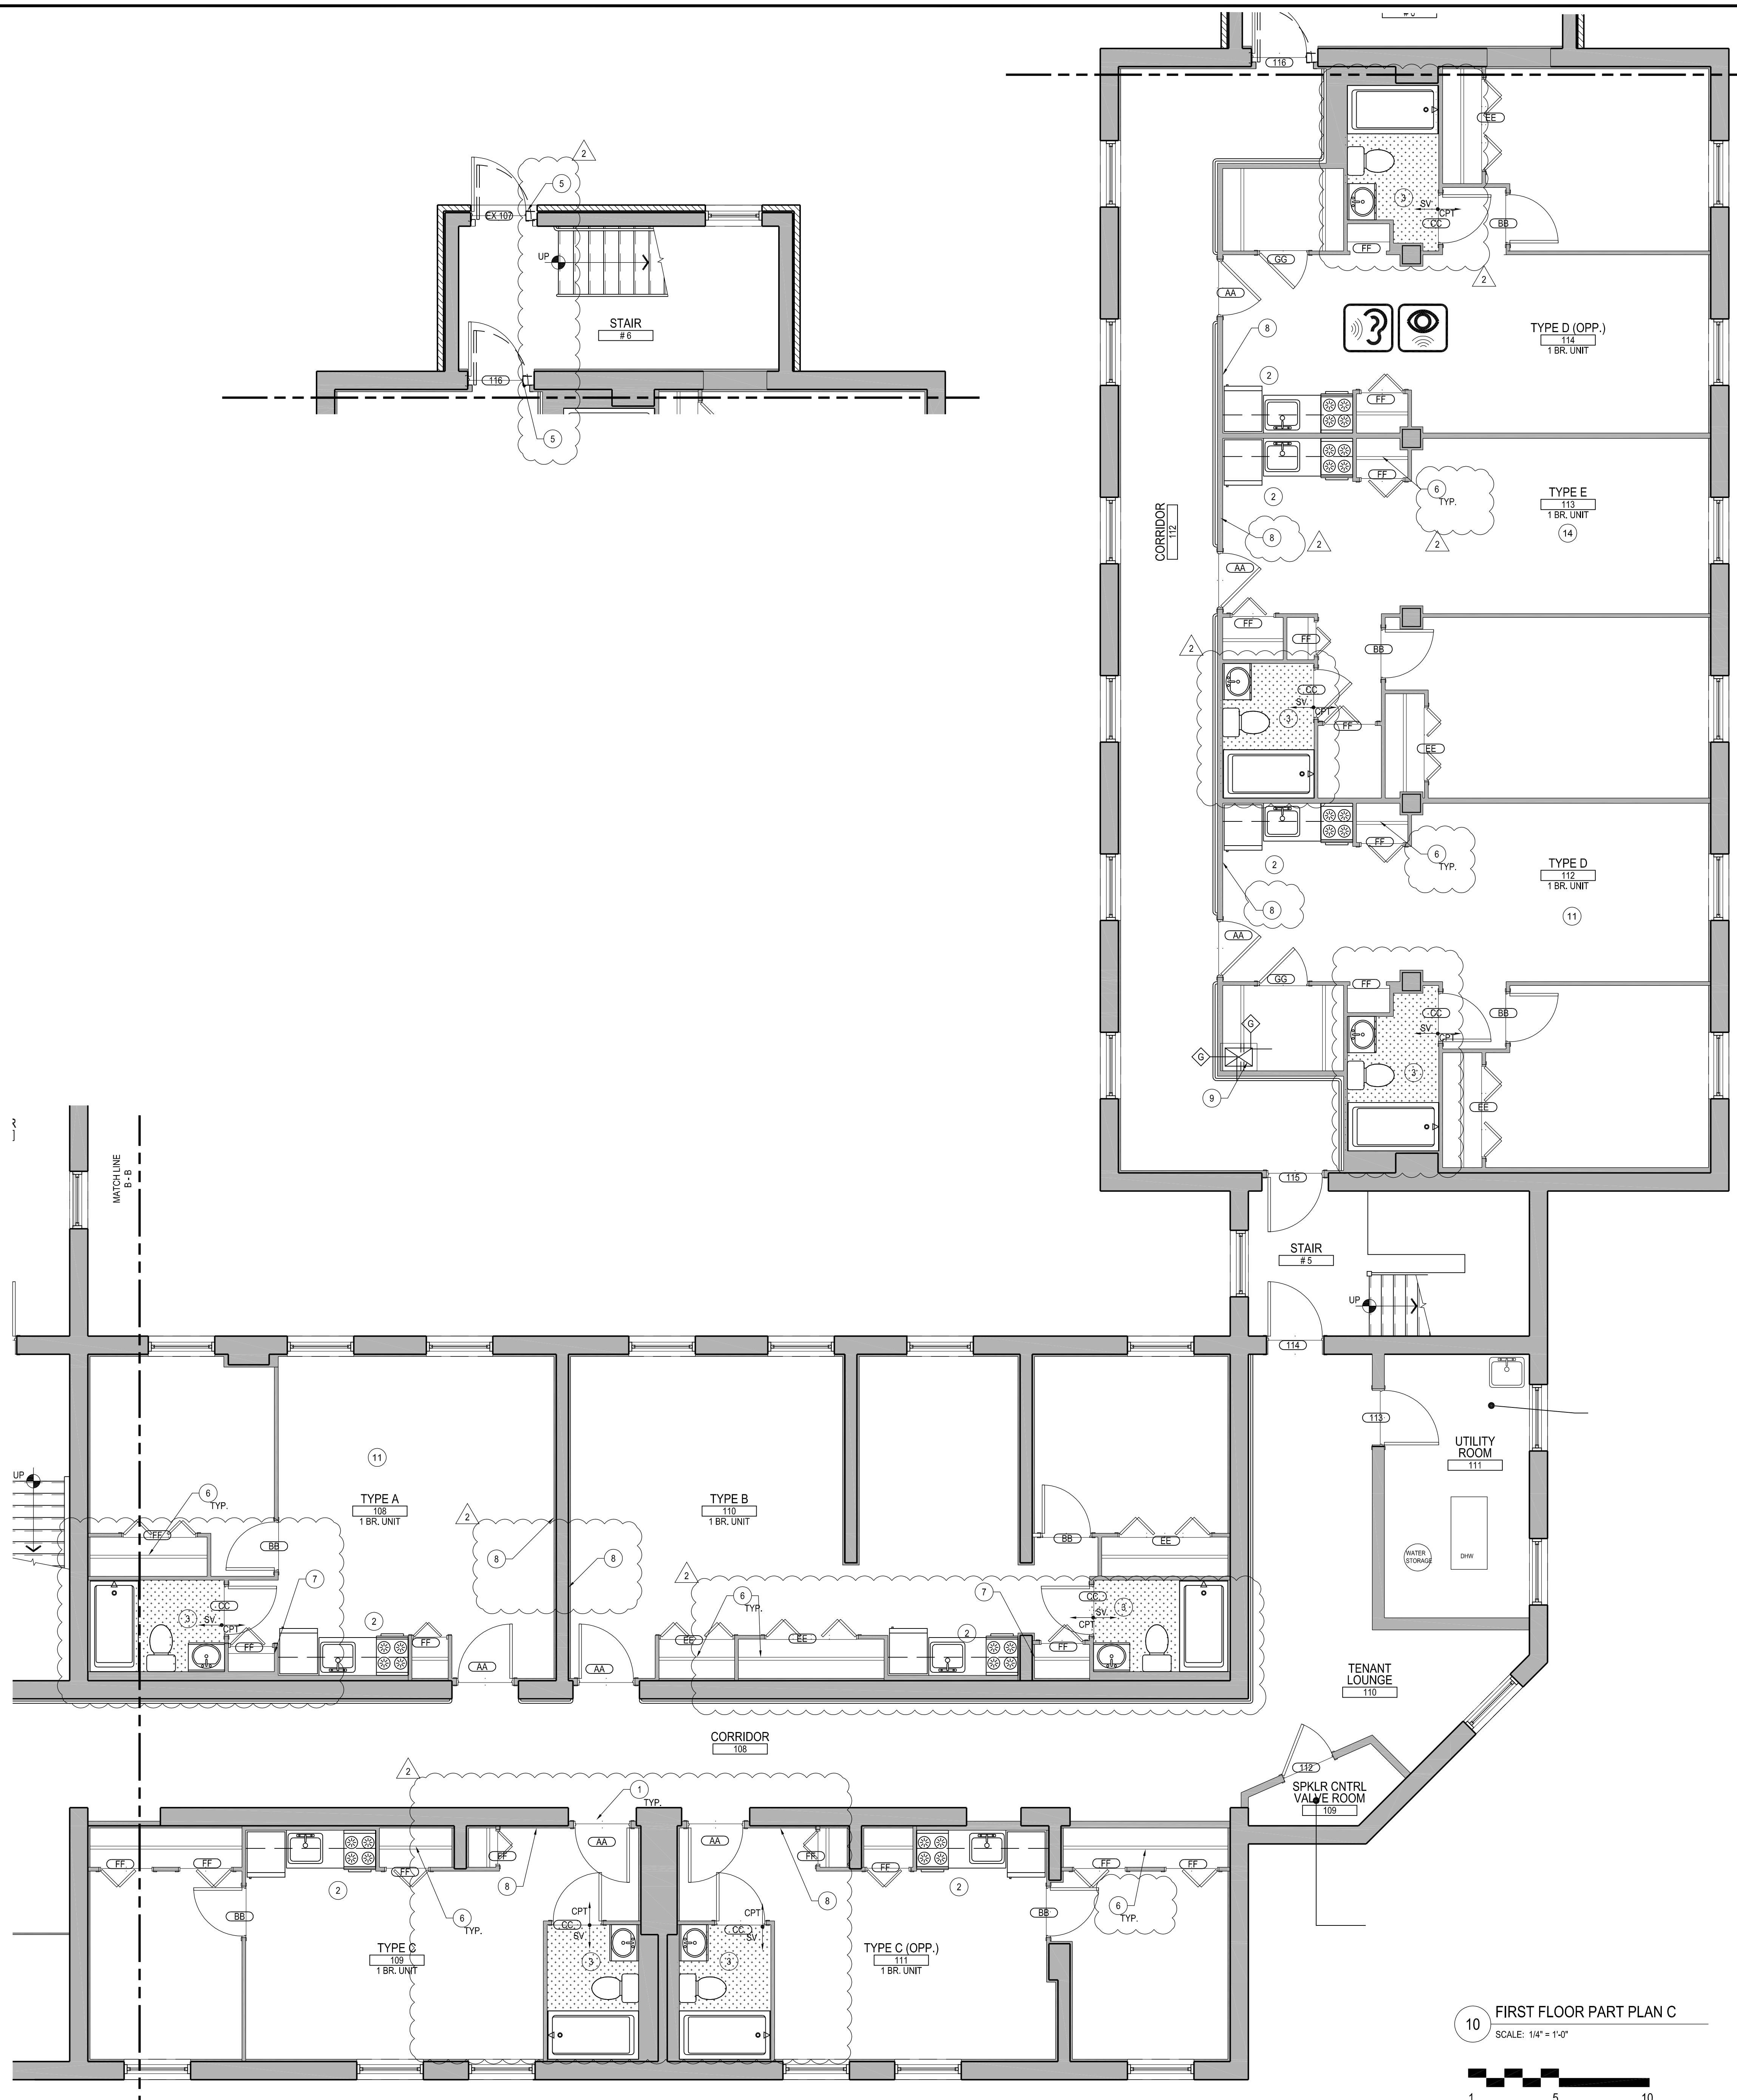 116
2
5
EX 107
UP
STAIR
# 6
116
5
EE
3
SV
CPT
CC
BB
FF
2
GG
AA
8
TYPE D (OPP.)
114
1 BR. UNIT
2
FF
FF
6
TYP.
TYPE E
113
1 BR. UNIT
14
2
8
2
2
CORRIDOR
112
AA
FF
FF
BB
2
CC
SV
CPT
3
FF
EE
FF
6
TYP.
2
TYPE D
112
1 BR. UNIT
11
8
AA
GG
FF
CC
BB
SV
CPT
G
G
3
9
EE
MATCH LINE
B - B
115
STAIR
# 5
UP
114
113
UTILITY
ROOM
111
WATER
STORAGE
DHW
UP
11
6
TYP.
TYPE A
108
1 BR. UNIT
2
TYPE B
110
1 BR. UNIT
FF
BB
8
8
BB
EE
7
2
6
TYP.
7
CC
3
SV
CPT
FF
2
FF
AA
AA
EE
EE
2
FF
CC
SV
CPT
3
TENANT
LOUNGE
110
CORRIDOR
108
2
1
TYP.
112
SPKLR CNTRL
VALVE ROOM
109
AA
AA
FF
FF
FF
FF
FF
FF
FF
FF
2
8
8
2
BB
6
TYP.
CPT
CC
SV
CPT
CC
SV
BB
6
TYP.
TYPE C
109
1 BR. UNIT
3
3
TYPE C (OPP.)
111
1 BR. UNIT
10
FIRST FLOOR PART PLAN C
SCALE: 1/4" = 1'-0"
1 5 10